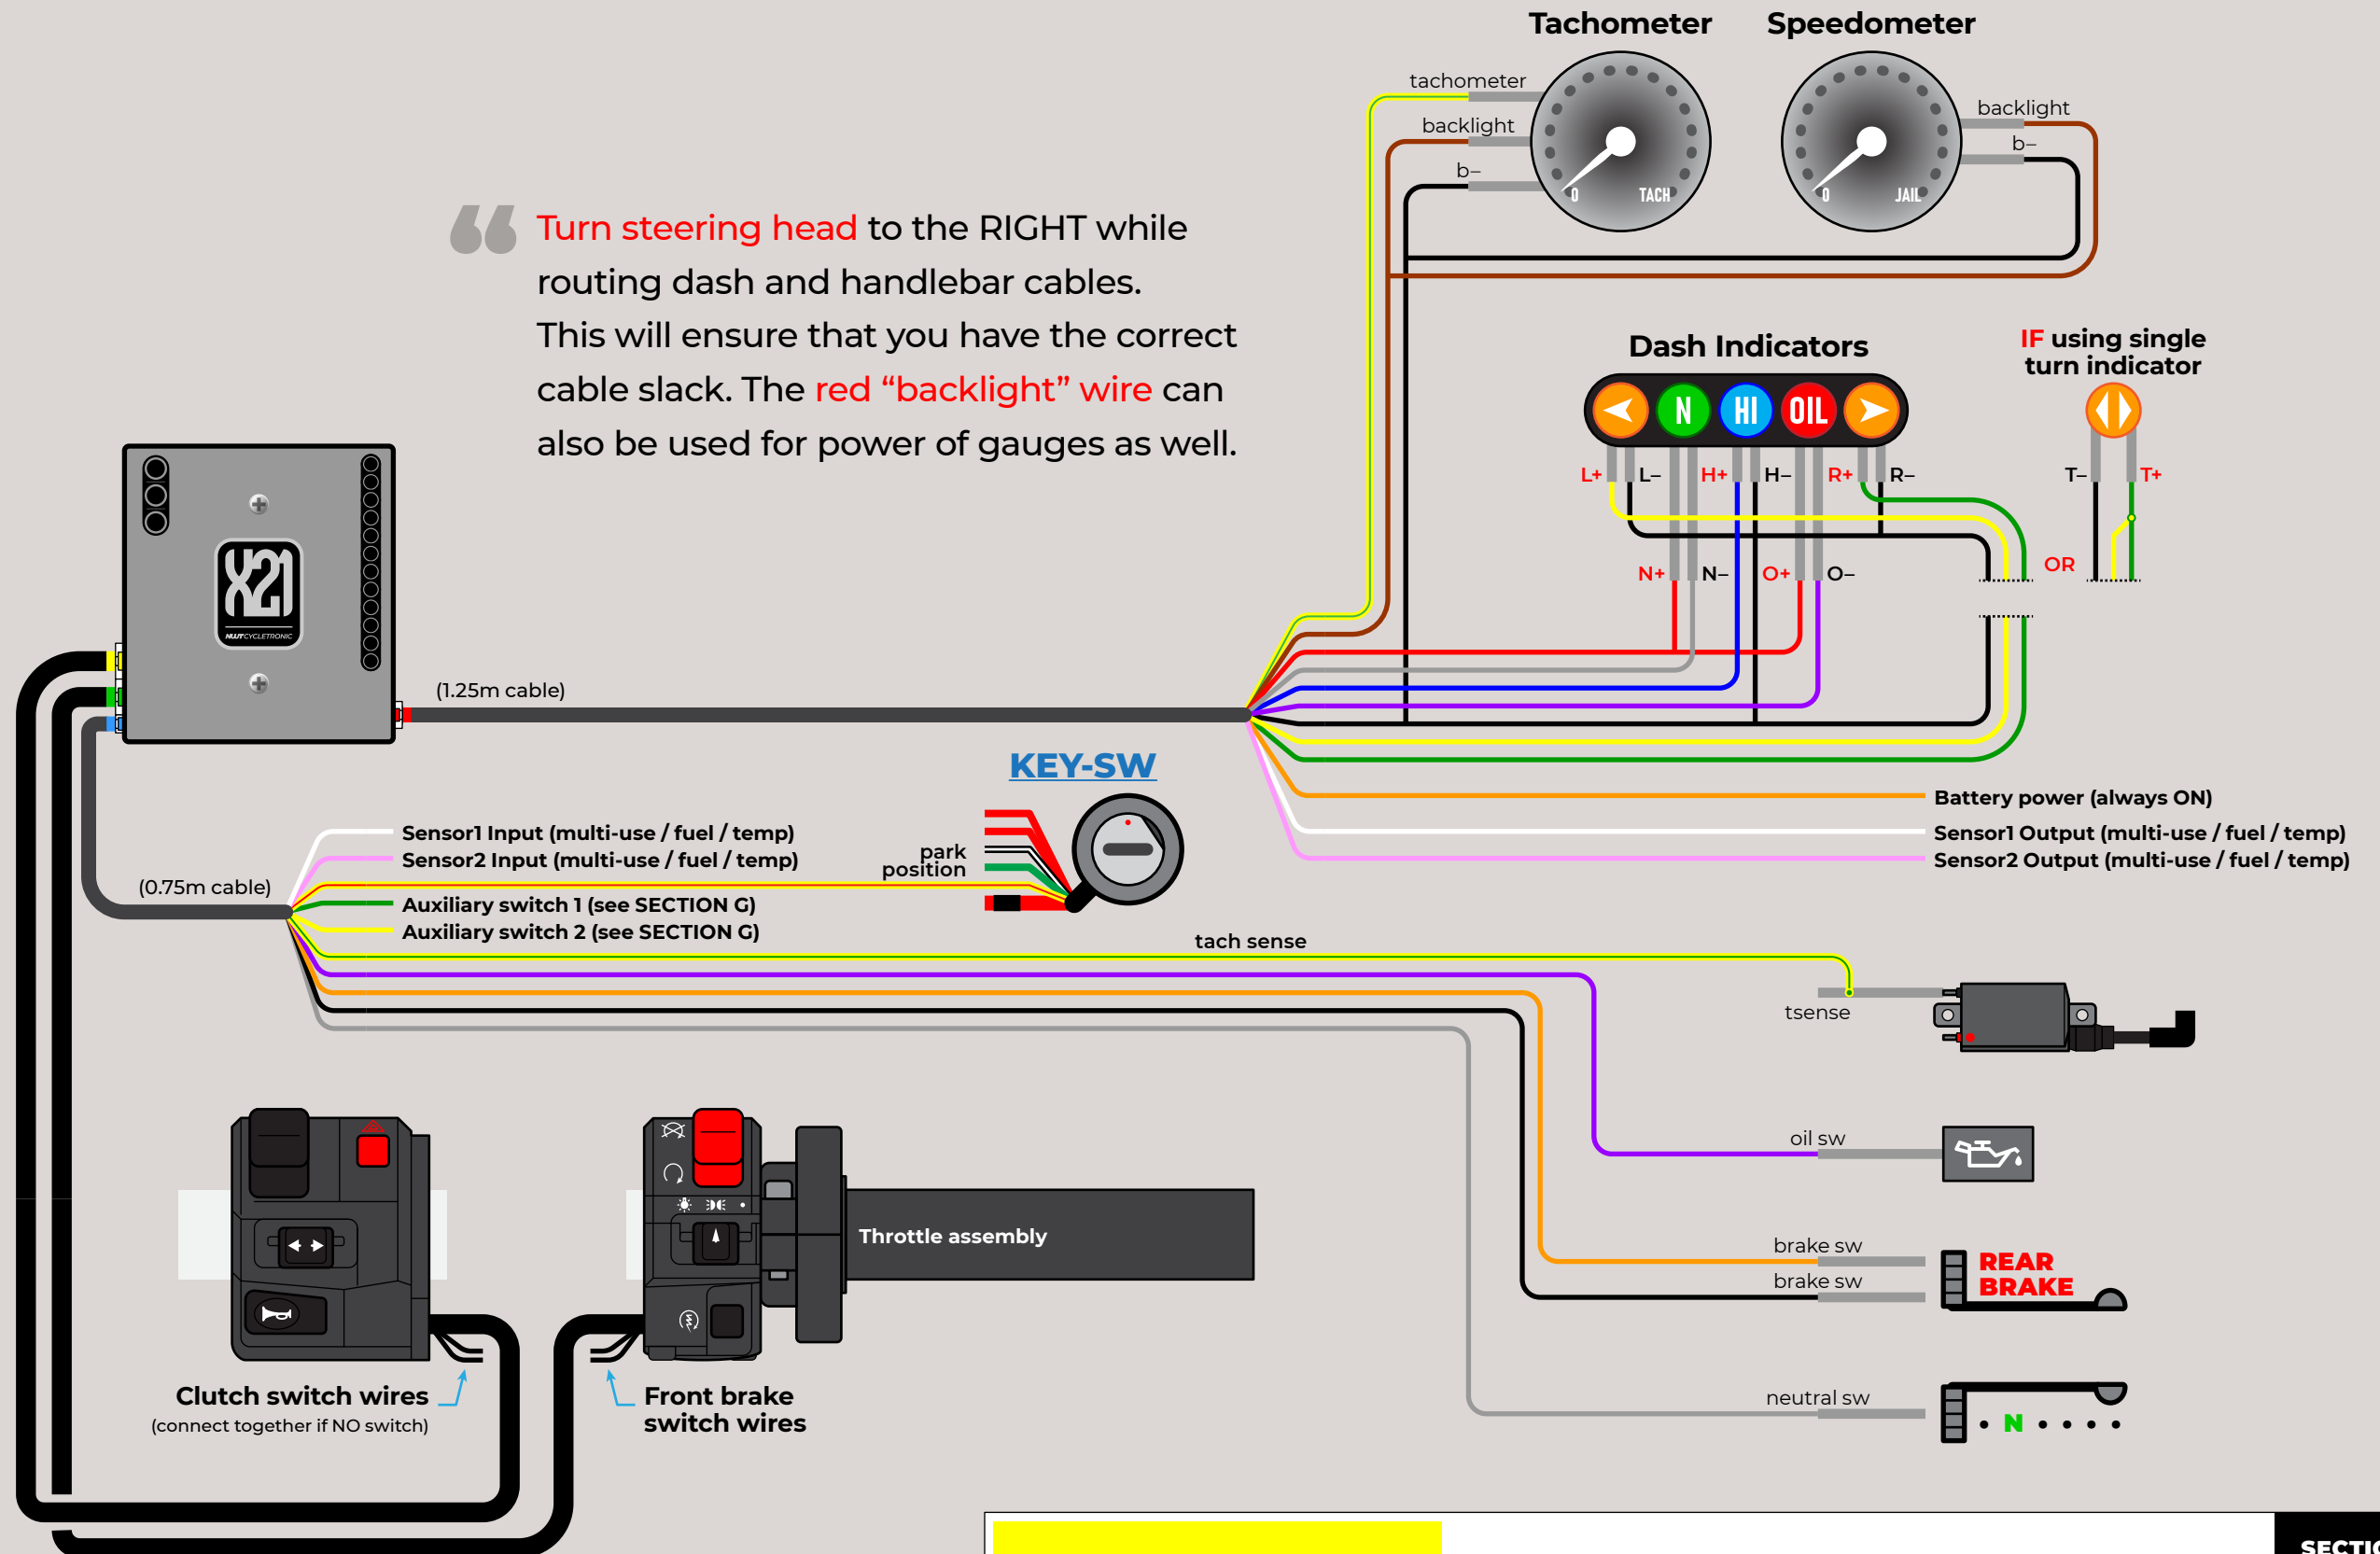 Tachometer
Speedometer
tachometer
backlight
b–
backlight
b–
0 TACH
0 JAIL
“ Turn steering head to the RIGHT while
routing dash and handlebar cables.
This will ensure that you have the correct
cable slack. The red “backlight” wire can
also be used for power of gauges as well.
Dash Indicators
IF using single
turn indicator
N HI OIL
L+ L– H+ H– R+ R–
T– T+
N+ N– O+ O–
OR
X21
NWT CYCLETRONIC
(1.25m cable)
KEY-SW
Battery power (always ON)
Sensor1 Output (multi-use / fuel / temp)
Sensor2 Output (multi-use / fuel / temp)
Sensor1 Input (multi-use / fuel / temp)
Sensor2 Input (multi-use / fuel / temp)
park
position
(0.75m cable)
Auxiliary switch 1 (see SECTION G)
Auxiliary switch 2 (see SECTION G)
tach sense
tsense
oil sw
Throttle assembly
brake sw
brake sw
REAR
BRAKE
Clutch switch wires
(connect together if NO switch)
Front brake
switch wires
neutral sw
N